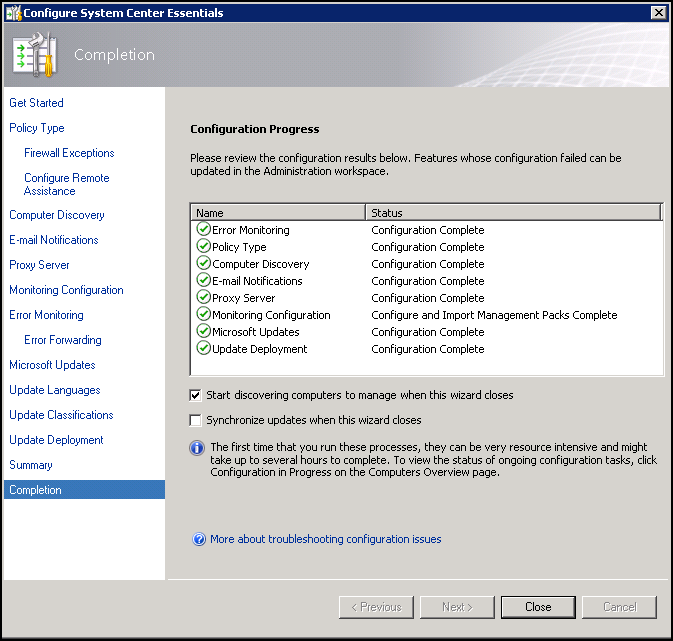 Configure System Center Essentials
Completion
Get Started
Policy Type
Firewall Exceptions
Configure Remote
Assistance
Computer Discovery
E-mail Notifications
Proxy Server
Monitoring Configuration
Error Monitoring
Error Forwarding
Microsoft Updates
Update Languages
Update Classifications
Update Deployment
Summary
Completion
Configuration Progress
Please review the configuration results below. Features whose configuration failed can be
updated in the Administration workspace.
Name Status
Error Monitoring Configuration Complete
Policy Type Configuration Complete
Computer Discovery Configuration Complete
E-mail Notifications Configuration Complete
Proxy Server Configuration Complete
Monitoring Configuration Configure and Import Management Packs Complete
Microsoft Updates Configuration Complete
Update Deployment Configuration Complete
Start discovering computers to manage when this wizard closes
Synchronize updates when this wizard closes
The first time that you run these processes, they can be very resource intensive and might
take up to several hours to complete. To view the status of ongoing configuration tasks, click
Configuration in Progress on the Computers Overview page.
More about troubleshooting configuration issues
< Previous Next > Close Cancel